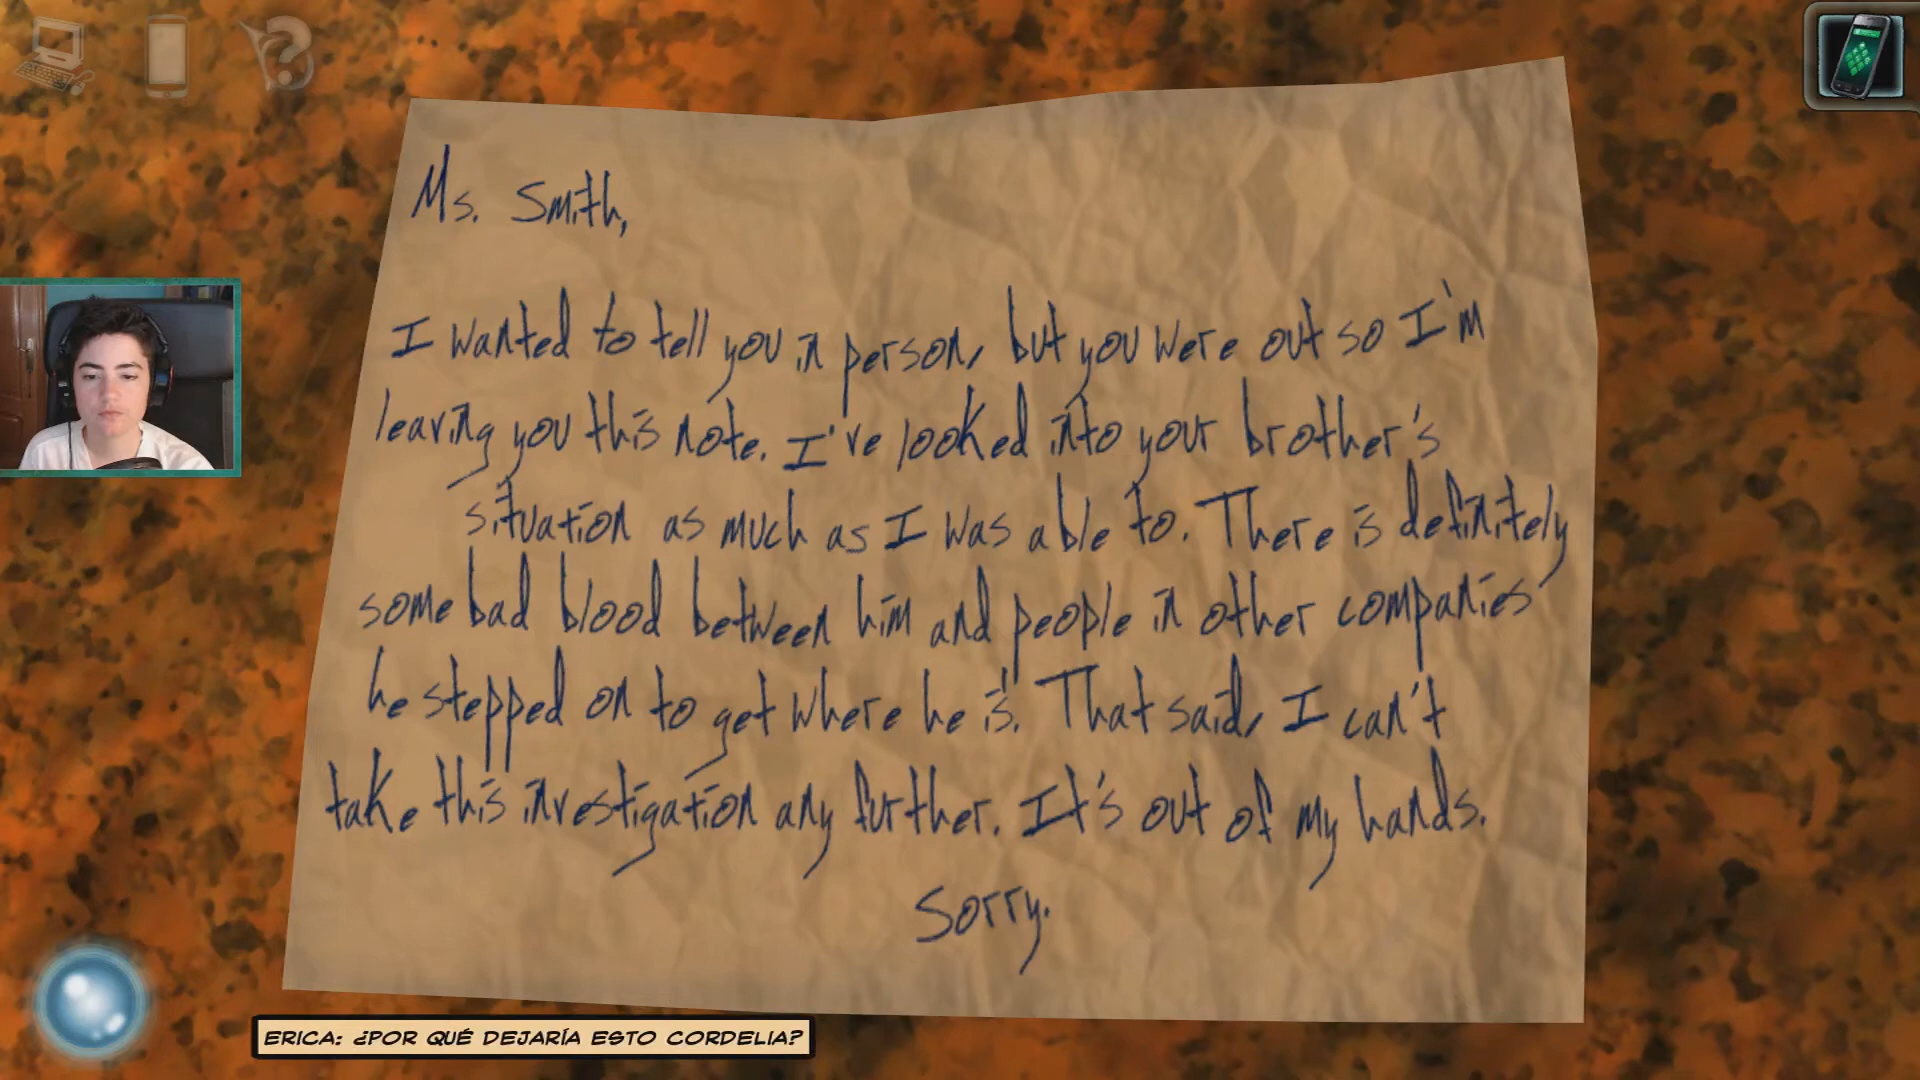 Ms. Smith,
I wanted to tell you in person, but you were out so I'm
leaving you this note. I've looked into your brother's
situation as much as I was able to. There is definitely
some bad blood between him and people in other companies
he stepped on to get where he is. That said, I can't
take this investigation any further. It's out of my hands.
Sorry.
ERICA: ¿POR QUÉ DEJARÍA ESTO CORDELIA?